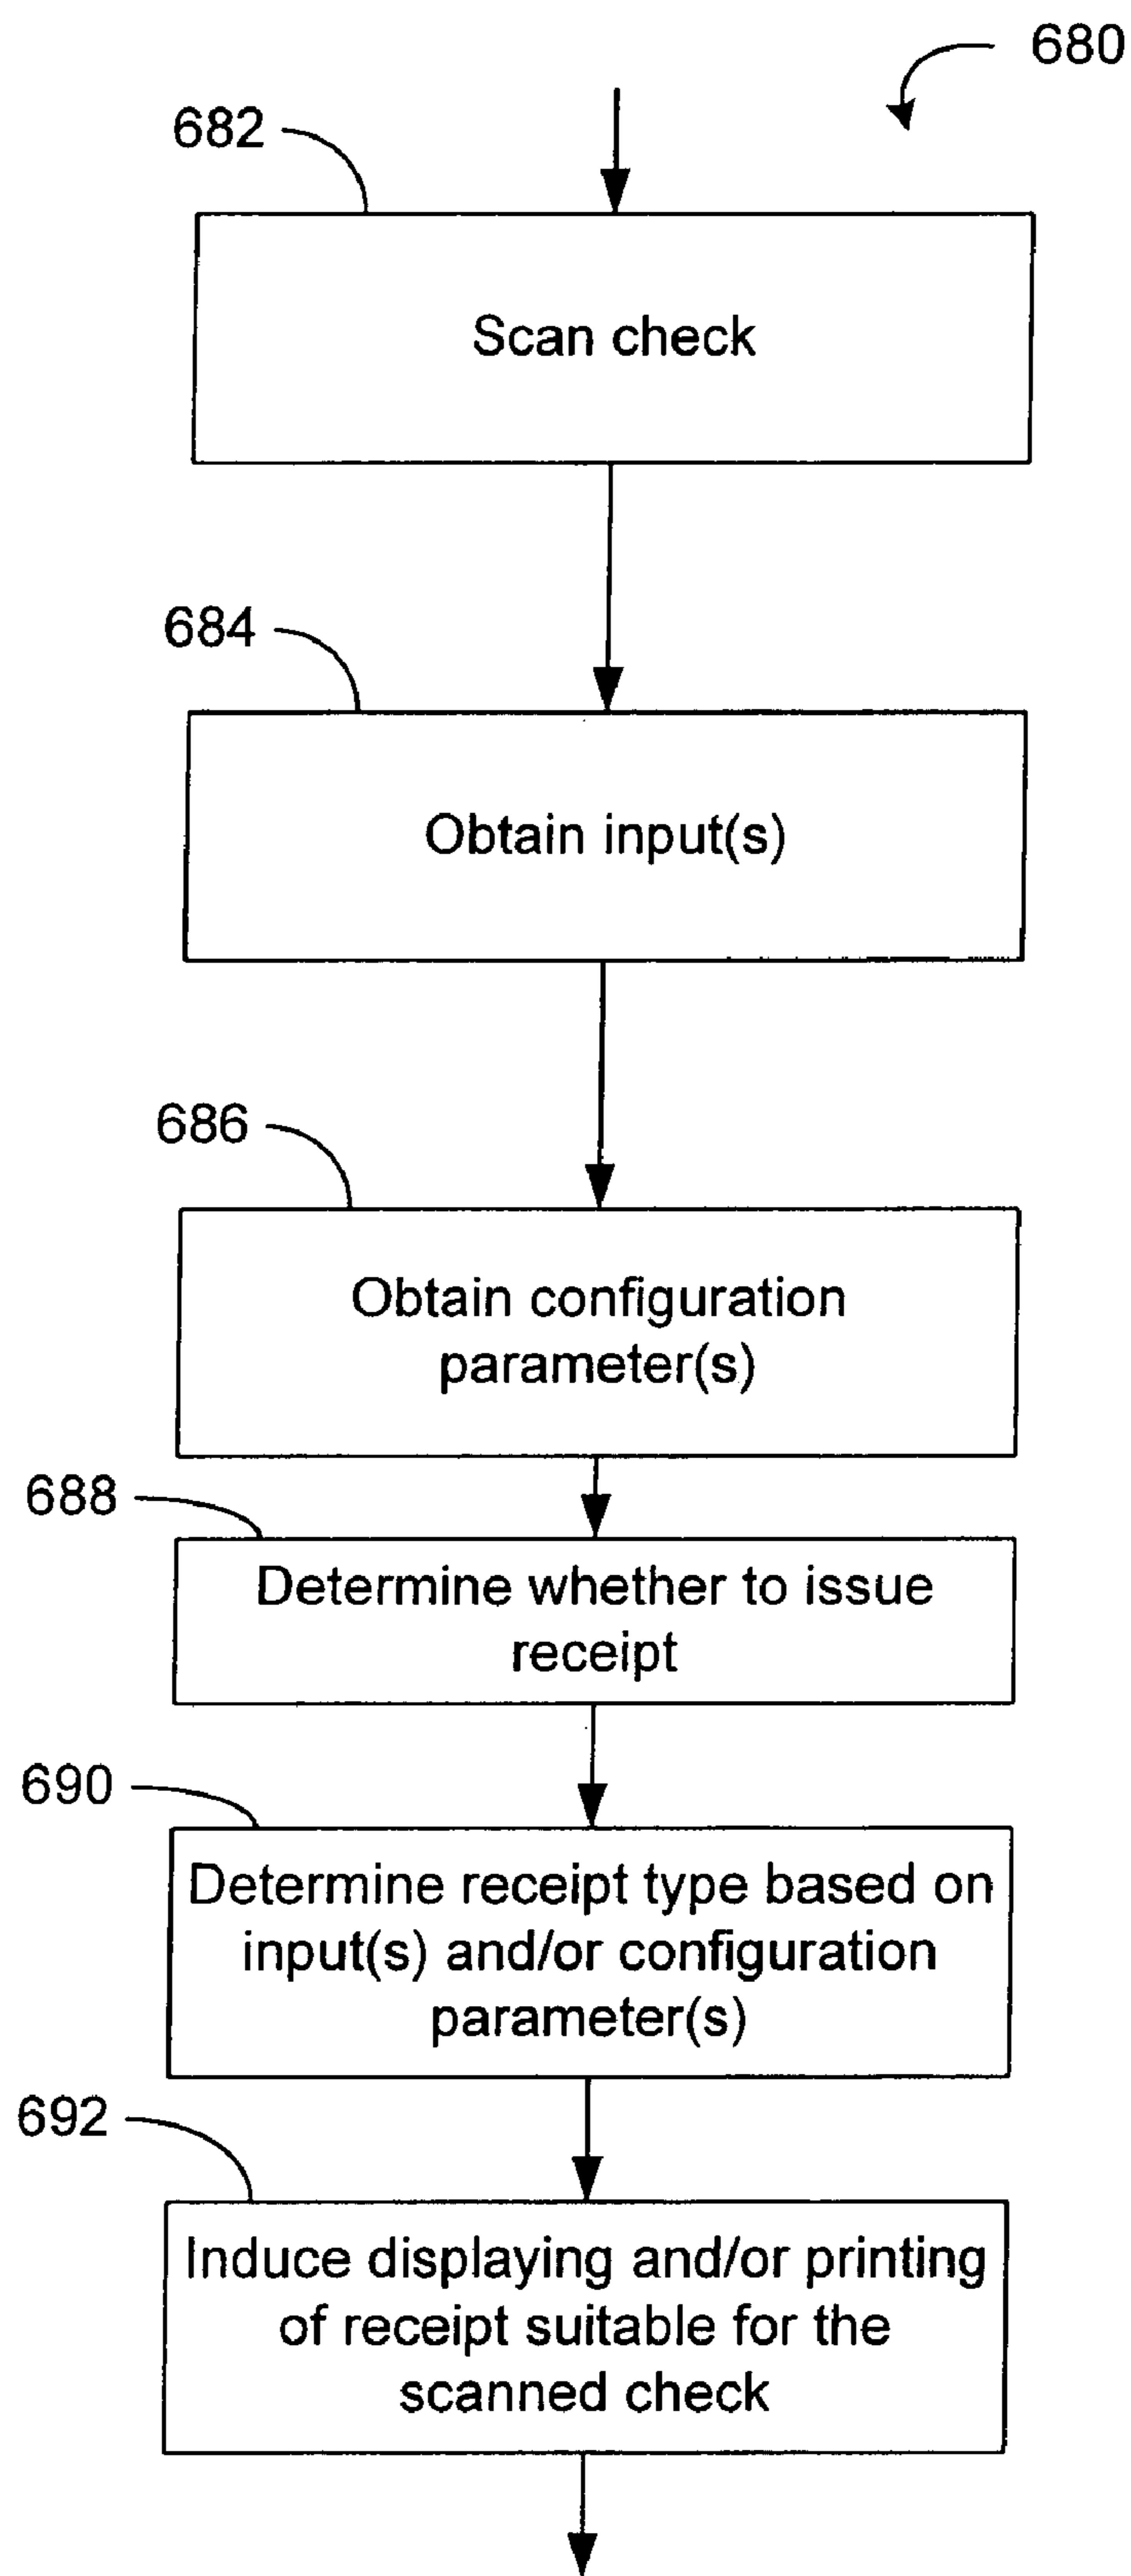 680
682
Scan check
684
Obtain input(s)
686
Obtain configuration
parameter(s)
688
Determine whether to issue
receipt
690
Determine receipt type based on
input(s) and/or configuration
parameter(s)
692
Induce displaying and/or printing
of receipt suitable for the
scanned check